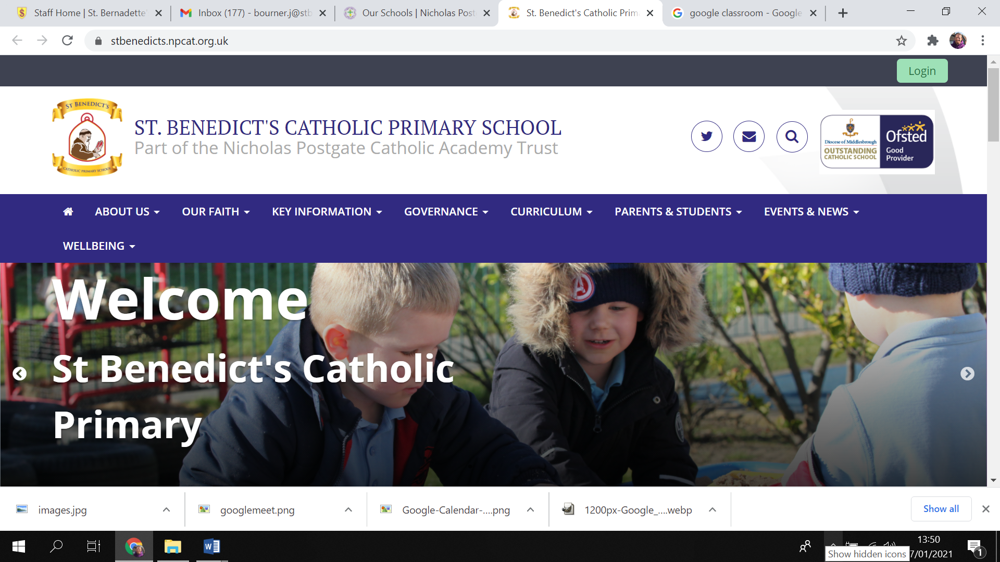 Staff Home | St. Bernadette'
Inbox (177) - bourner.j@stb
Our Schools | Nicholas Post
St. Benedict's Catholic Prim
google classroom - Google
stbenedicts.npcat.org.uk
Login
ST BENEDICT'S
CATHOLIC PRIMARY SCHOOL
ST. BENEDICT'S CATHOLIC PRIMARY SCHOOL
Part of the Nicholas Postgate Catholic Academy Trust
Diocese of Middlesbrough
OUTSTANDING
CATHOLIC SCHOOL
Ofsted
Good
Provider
ABOUT US
OUR FAITH
KEY INFORMATION
GOVERNANCE
CURRICULUM
PARENTS & STUDENTS
EVENTS & NEWS
WELLBEING
Welcome
St Benedict's Catholic
Primary
images.jpg
googlemeet.png
Google-Calendar-....png
1200px-Google_....webp
Show all
13:50
7/01/2021
Show hidden icons
1